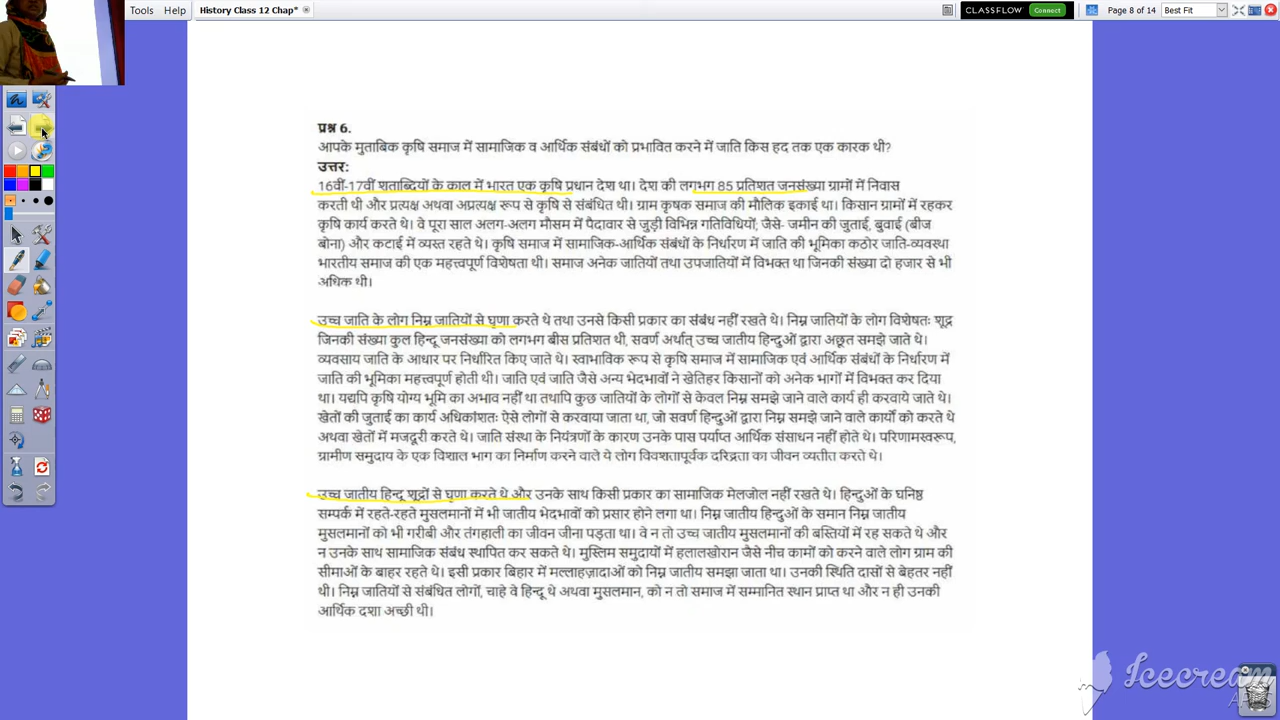 Tools Help
History Class 12 Chap*
CLASSFLOW Connect
Page 8 of 14
Best Fit
प्रश्न 6.
आपके मुताबिक कृषि समाज में सामाजिक व आर्थिक संबंधों को प्रभावित करने में जाति किस हद तक एक कारक थी?
उत्तर:
16वीं-17वीं शताब्दियों के काल में भारत एक कृषि प्रधान देश था। देश की लगभग 85 प्रतिशत जनसंख्या ग्रामों में निवास
करती थी और प्रत्यक्ष अथवा अप्रत्यक्ष रूप से कृषि से संबंधित थी। ग्राम कृषक समाज की मौलिक इकाई था। किसान ग्रामों में रहकर
कृषि कार्य करते थे। वे पूरा साल अलग-अलग मौसम में पैदावार से जुड़ी विभिन्न गतिविधियों; जैसे- जमीन की जुताई, बुवाई (बीज
बोना) और कटाई में व्यस्त रहते थे। कृषि समाज में सामाजिक-आर्थिक संबंधों के निर्धारण में जाति की भूमिका कठोर जाति-व्यवस्था
भारतीय समाज की एक महत्त्वपूर्ण विशेषता थी। समाज अनेक जातियों तथा उपजातियों में विभक्त था जिनकी संख्या दो हजार से भी
अधिक थी।
उच्च जाति के लोग निम्न जातियों से घृणा करते थे तथा उनसे किसी प्रकार का संबंध नहीं रखते थे। निम्न जातियों के लोग विशेषतः शूद्र
जिनकी संख्या कुल हिन्दू जनसंख्या को लगभग बीस प्रतिशत थी, सवर्ण अर्थात् उच्च जातीय हिन्दुओं द्वारा अछूत समझे जाते थे।
व्यवसाय जाति के आधार पर निर्धारित किए जाते थे। स्वाभाविक रूप से कृषि समाज में सामाजिक एवं आर्थिक संबंधों के निर्धारण में
जाति की भूमिका महत्त्वपूर्ण होती थी। जाति एवं जाति जैसे अन्य भेदभावों ने खेतिहर किसानों को अनेक भागों में विभक्त कर दिया
था। यद्यपि कृषि योग्य भूमि का अभाव नहीं था तथापि कुछ जातियों के लोगों से केवल निम्न समझे जाने वाले कार्य ही करवाये जाते थे।
खेतों की जुताई का कार्य अधिकांशतः ऐसे लोगों से करवाया जाता था, जो सवर्ण हिन्दुओं द्वारा निम्न समझे जाने वाले कार्यों को करते थे
अथवा खेतों में मजदूरी करते थे। जाति संस्था के नियंत्रणों के कारण उनके पास पर्याप्त आर्थिक संसाधन नहीं होते थे। परिणामस्वरूप,
ग्रामीण समुदाय के एक विशाल भाग का निर्माण करने वाले ये लोग विवशतापूर्वक दरिद्रता का जीवन व्यतीत करते थे।
उच्च जातीय हिन्दू शूद्रों से घृणा करते थे और उनके साथ किसी प्रकार का सामाजिक मेलजोल नहीं रखते थे। हिन्दुओं के घनिष्ठ
सम्पर्क में रहते-रहते मुसलमानों में भी जातीय भेदभावों को प्रसार होने लगा था। निम्न जातीय हिन्दुओं के समान निम्न जातीय
मुसलमानों को भी गरीबी और तंगहाली का जीवन जीना पड़ता था। वे न तो उच्च जातीय मुसलमानों की बस्तियों में रह सकते थे और
न उनके साथ सामाजिक संबंध स्थापित कर सकते थे। मुस्लिम समुदायों में हलालखोरान जैसे नीच कामों को करने वाले लोग ग्राम की
सीमाओं के बाहर रहते थे। इसी प्रकार बिहार में मल्लाहज़ादाओं को निम्न जातीय समझा जाता था। उनकी स्थिति दासों से बेहतर नहीं
थी। निम्न जातियों से संबंधित लोगों, चाहे वे हिन्दू थे अथवा मुसलमान, को न तो समाज में सम्मानित स्थान प्राप्त था और न ही उनकी
आर्थिक दशा अच्छी थी।
Icecream
APPS